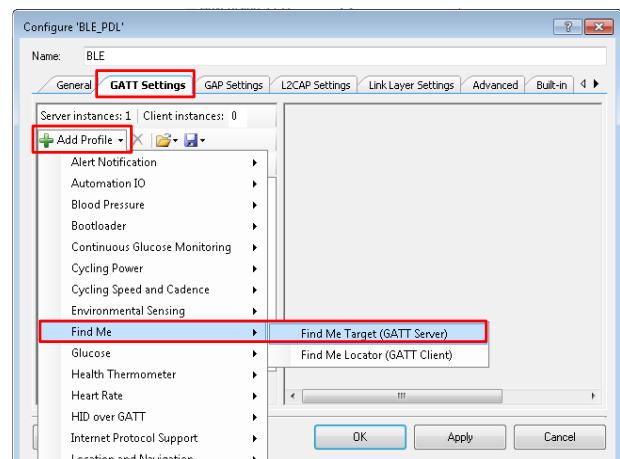 Configure 'BLE_PDL'
Name: BLE
General GATT Settings GAP Settings L2CAP Settings Link Layer Settings Advanced Built-in
Server instances: 1 Client instances: 0
Add Profile
Alert Notification
Automation IO
Blood Pressure
Bootloader
Continuous Glucose Monitoring
Cycling Power
Cycling Speed and Cadence
Environmental Sensing
Find Me
Find Me Target (GATT Server)
Glucose
Find Me Locator (GATT Client)
Health Thermometer
Heart Rate
HID over GATT
Internet Protocol Support
OK Apply Cancel
Location and Navigation